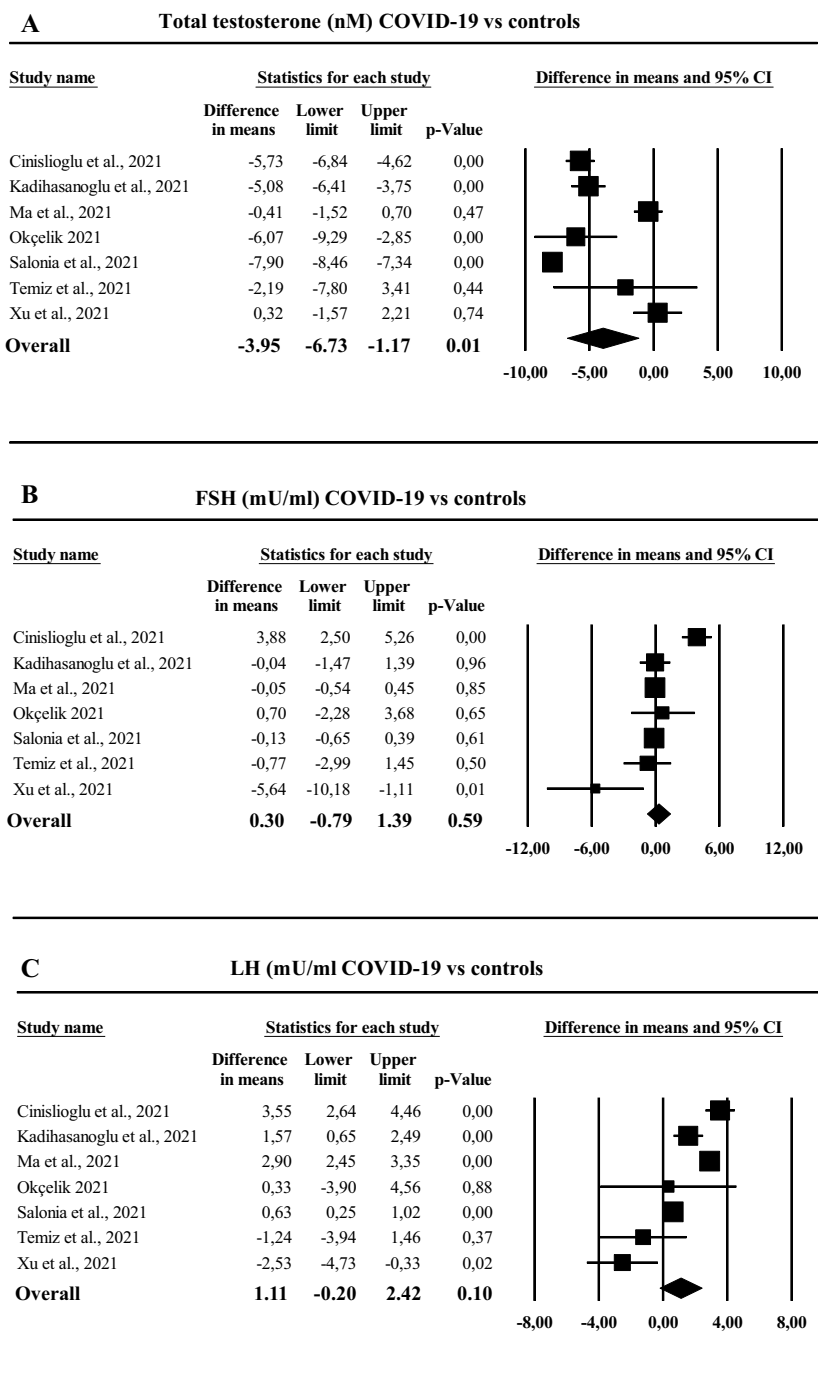 A Total testosterone (nM) COVID-19 vs controls
Study name Statistics for each study Difference in means and 95% CI
Difference Lower Upper
in means limit limit p-Value
Cinislioglu et al., 2021 -5,73 -6,84 -4,62 0,00
Kadihasanoglu et al., 2021 -5,08 -6,41 -3,75 0,00
Ma et al., 2021 -0,41 -1,52 0,70 0,47
Okçelik 2021 -6,07 -9,29 -2,85 0,00
Salonia et al., 2021 -7,90 -8,46 -7,34 0,00
Temiz et al., 2021 -2,19 -7,80 3,41 0,44
Xu et al., 2021 0,32 -1,57 2,21 0,74
Overall -3.95 -6.73 -1.17 0.01
-10,00 -5,00 0,00 5,00 10,00
B FSH (mU/ml) COVID-19 vs controls
Study name Statistics for each study Difference in means and 95% CI
Difference Lower Upper
in means limit limit p-Value
Cinislioglu et al., 2021 3,88 2,50 5,26 0,00
Kadihasanoglu et al., 2021 -0,04 -1,47 1,39 0,96
Ma et al., 2021 -0,05 -0,54 0,45 0,85
Okçelik 2021 0,70 -2,28 3,68 0,65
Salonia et al., 2021 -0,13 -0,65 0,39 0,61
Temiz et al., 2021 -0,77 -2,99 1,45 0,50
Xu et al., 2021 -5,64 -10,18 -1,11 0,01
Overall 0.30 -0.79 1.39 0.59
-12,00 -6,00 0,00 6,00 12,00
C LH (mU/ml COVID-19 vs controls
Study name Statistics for each study Difference in means and 95% CI
Difference Lower Upper
in means limit limit p-Value
Cinislioglu et al., 2021 3,55 2,64 4,46 0,00
Kadihasanoglu et al., 2021 1,57 0,65 2,49 0,00
Ma et al., 2021 2,90 2,45 3,35 0,00
Okçelik 2021 0,33 -3,90 4,56 0,88
Salonia et al., 2021 0,63 0,25 1,02 0,00
Temiz et al., 2021 -1,24 -3,94 1,46 0,37
Xu et al., 2021 -2,53 -4,73 -0,33 0,02
Overall 1.11 -0.20 2.42 0.10
-8,00 -4,00 0,00 4,00 8,00